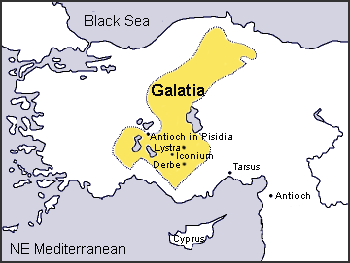 Black Sea
Galatia
Antioch in Pisidia
Lystra
Iconium
Derbe
Tarsus
Antioch
Cyprus
NE Mediterranean